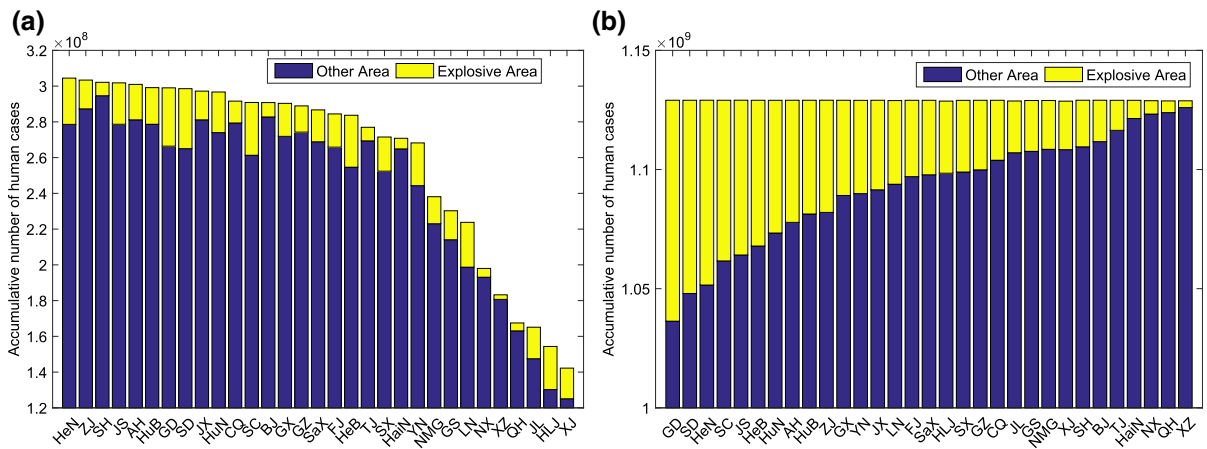 (a)
×10⁸
Accumulative number of human cases
3.2
3
2.8
2.6
2.4
2.2
2
1.8
1.6
1.4
1.2
Other Area
Explosive Area
HeN ZJ SH JS AH HuB GD SD JX HuN CQ SC BJ GX GZ SaX FJ HeB TJ SX HaiN YN NMG GS LN NX XZ QH JL HLJ XJ
(b)
×10⁹
Accumulative number of human cases
1.15
1.1
1.05
1
Other Area
Explosive Area
GD SD HeN SC JS HeB HuN AH HuB ZJ GX YN JX LN FJ SaX HLJ SX GZ CQ JL GS NMG XJ SH BJ TJ HaiN NX QH XZ